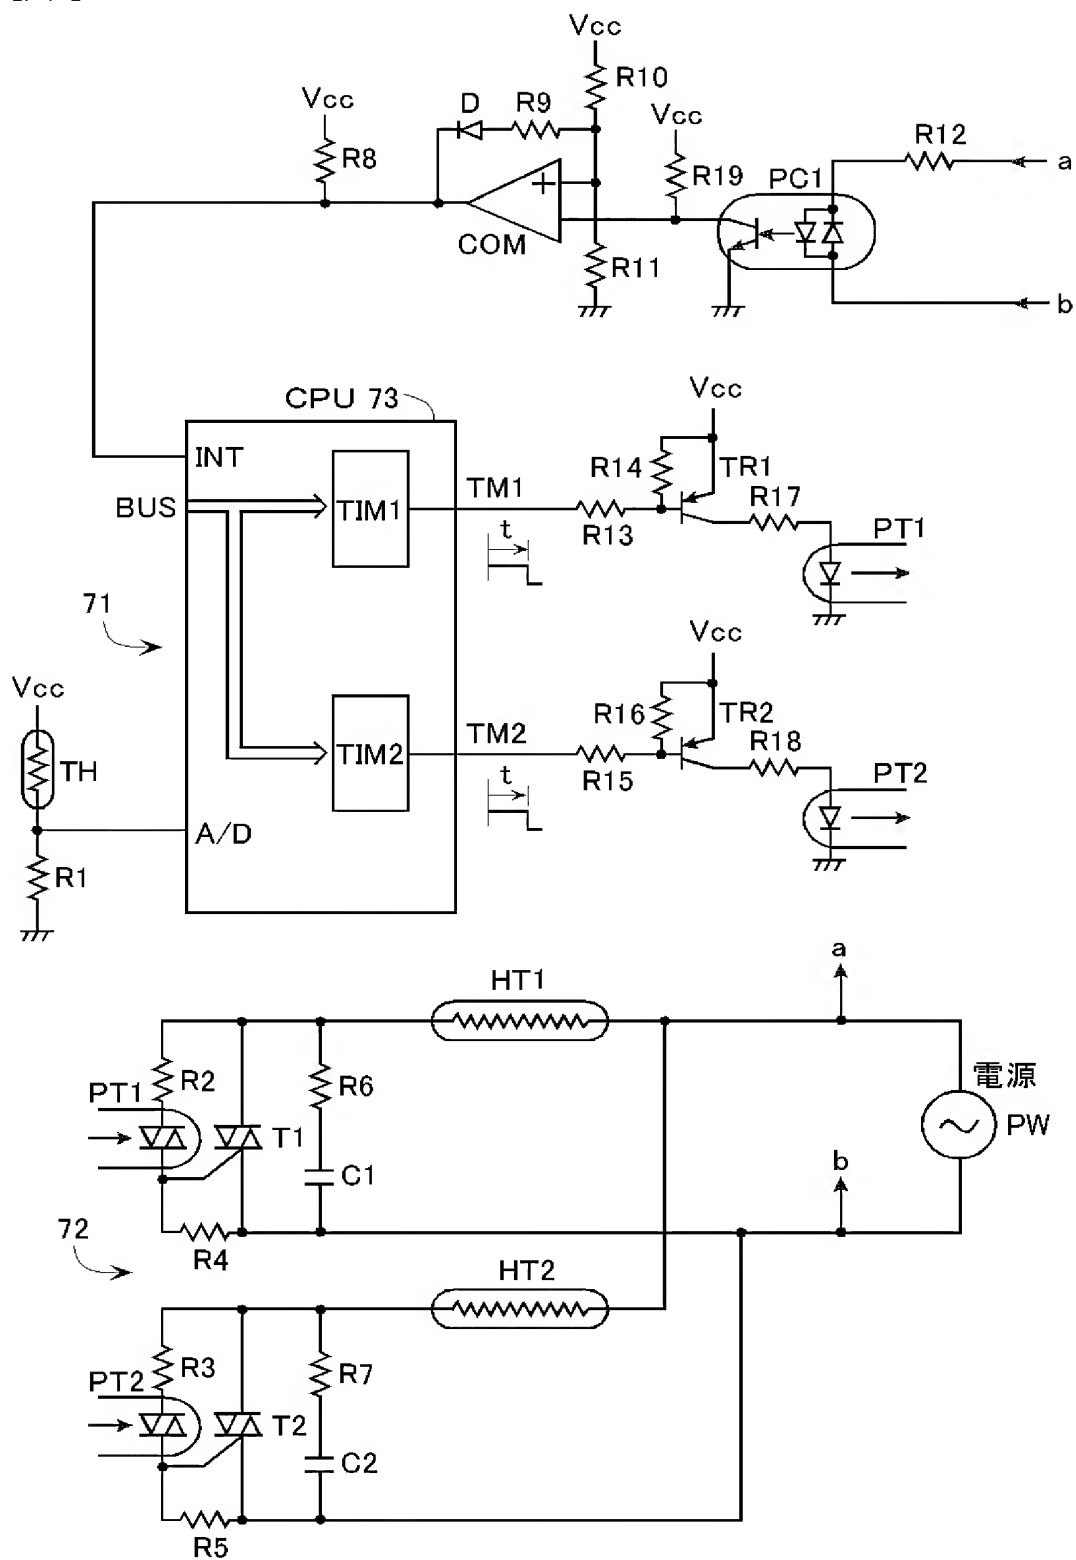 Vcc
R10
Vcc
D
R9
Vcc
R8
R19
PC1
R12
a
COM
R11
b
CPU 73
Vcc
INT
R14
TR1
TM1
R17
BUS
TIM1
R13
PT1
t
71
Vcc
Vcc
R16
TR2
TM2
R18
TH
TIM2
R15
PT2
t
A/D
R1
a
HT1
R2
R6
電源
PT1
T1
PW
C1
b
72
R4
HT2
R3
R7
PT2
T2
C2
R5